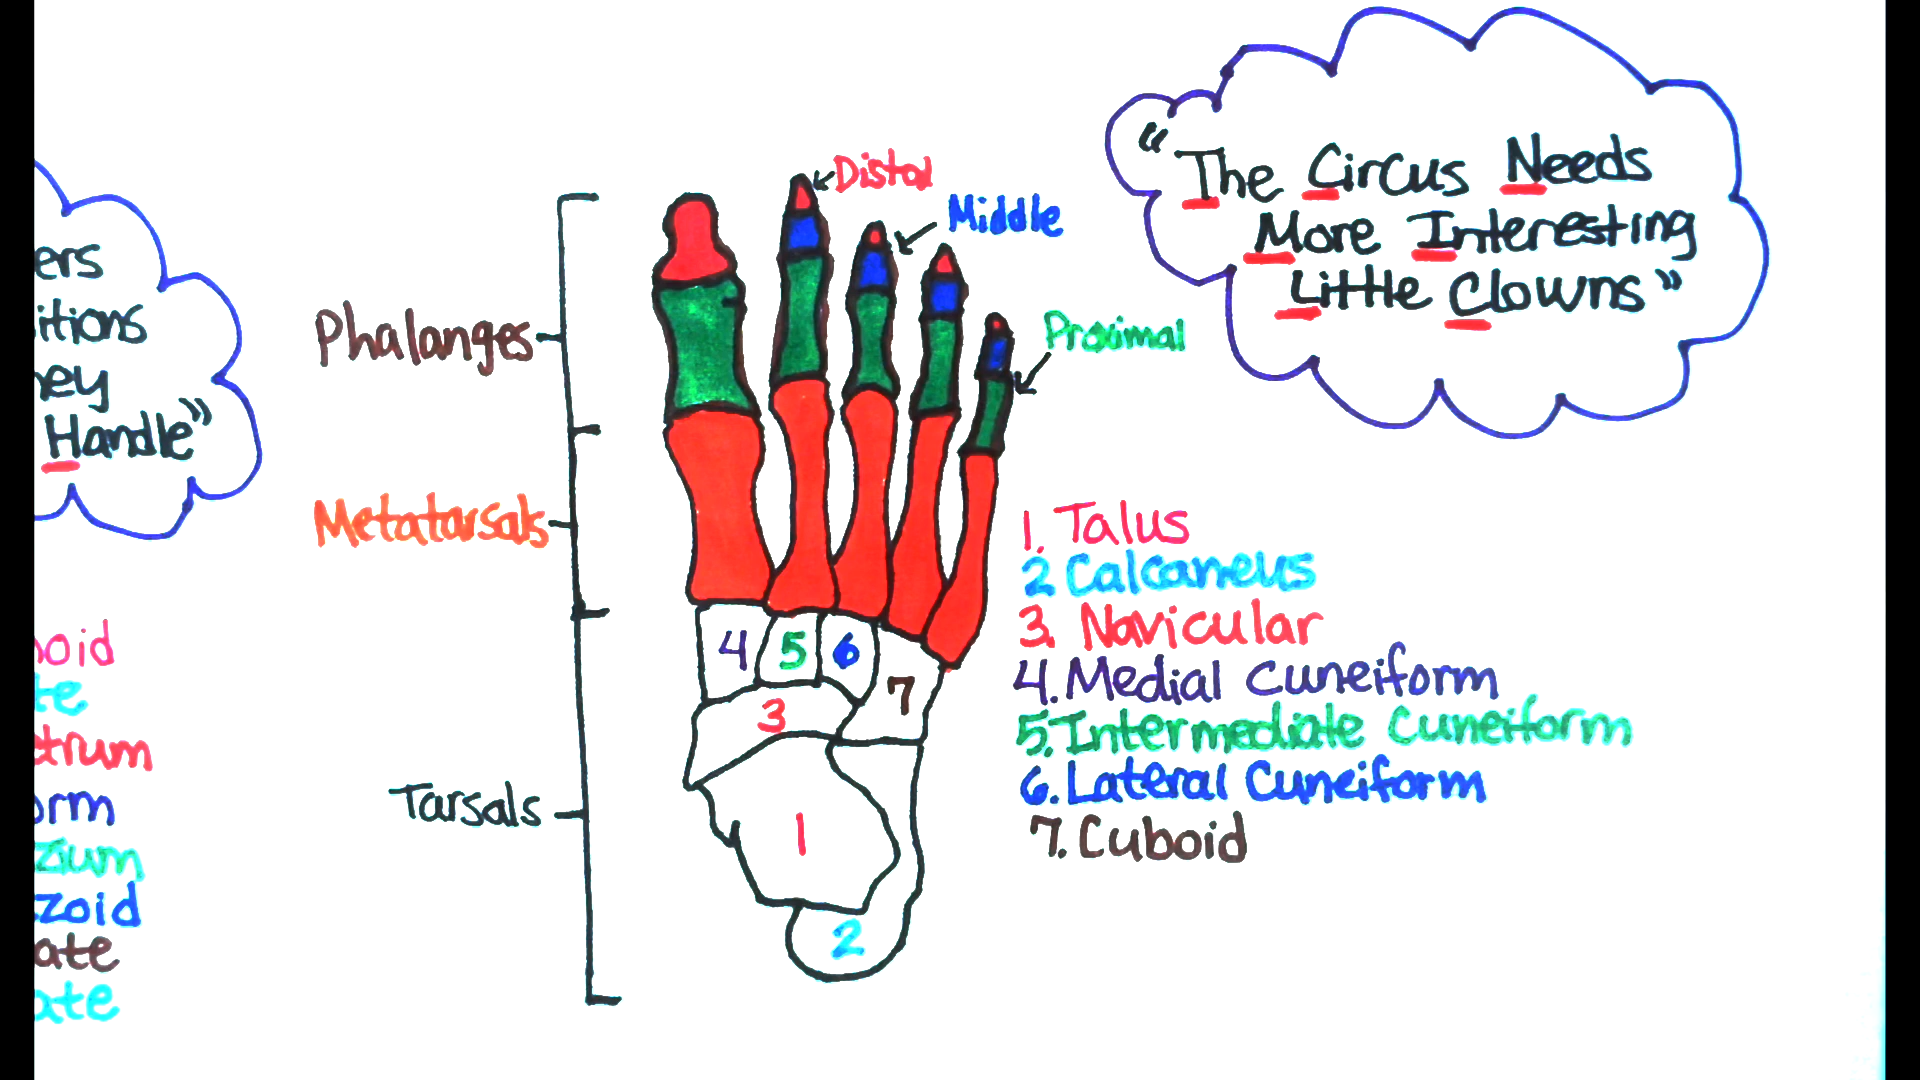 ers
itions
ney
Handle”
oid
te
etrum
orm
zium
zoid
ate
ate
Phalanges
Metatarsals
Tarsals
Distal
Middle
Proximal
4 5 6
7
3
1
2
“The Circus Needs
More Interesting
Little Clowns”
1. Talus
2 Calcaneus
3. Navicular
4. Medial Cuneiform
5. Intermediate Cuneiform
6. Lateral Cuneiform
7. Cuboid